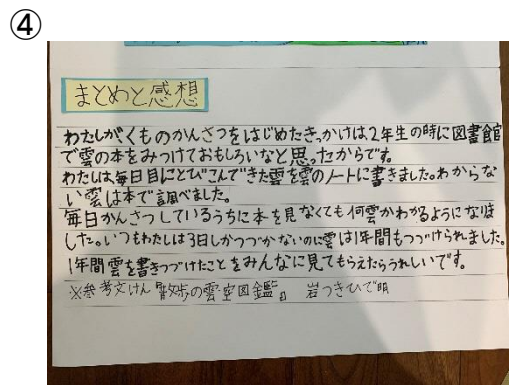 ④
まとめと感想
わたしがくものかんさつをはじめたきっかけは、2年生の時に図書館
で雲の本をみつけておもしろいなと思ったからです。
わたしは、毎日目にとびこんできた雲を雲のノートに書きました。わからな
い雲は本で調べました。
毎日かんさつしているうちに本を見なくても何雲かわかるようになりま
した。いつもわたしは3日しかつづかないのに雲は1年間もつづけられました。
1年間雲を書きつづけたことをみんなに見てもらえたらうれしいです。
※参考文けん 散歩の雲・空図鑑』 岩つきひで明